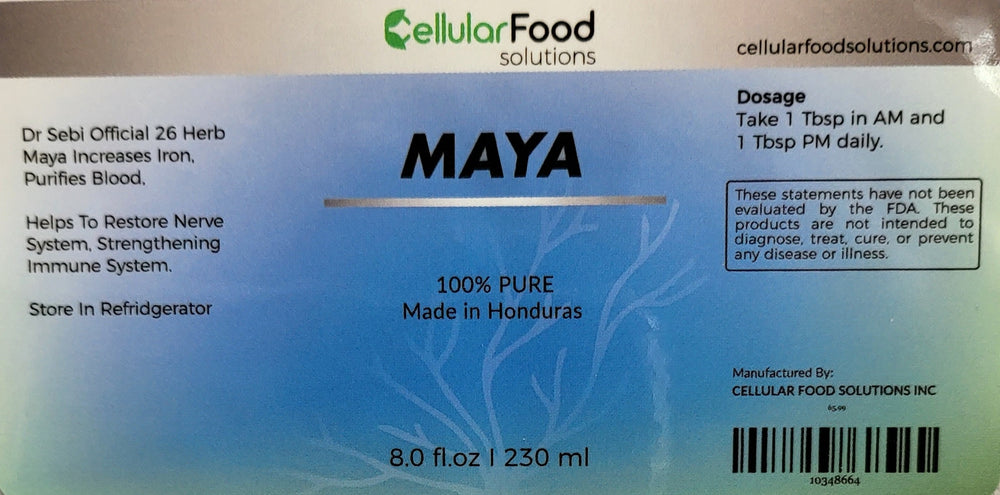 CellularFood
solutions
cellularfoodsolutions.com
Dr Sebi Official 26 Herb
Maya Increases Iron,
Purifies Blood,
Helps To Restore Nerve
System, Strengthening
Immune System.
Store In Refridgerator
MAYA
100% PURE
Made in Honduras
8.0 fl.oz | 230 ml
Dosage
Take 1 Tbsp in AM and
1 Tbsp PM daily.
These statements have not been
evaluated by the FDA. These
products are not intended to
diagnose, treat, cure, or prevent
any disease or illness.
Manufactured By:
CELLULAR FOOD SOLUTIONS INC
65.99
10348664